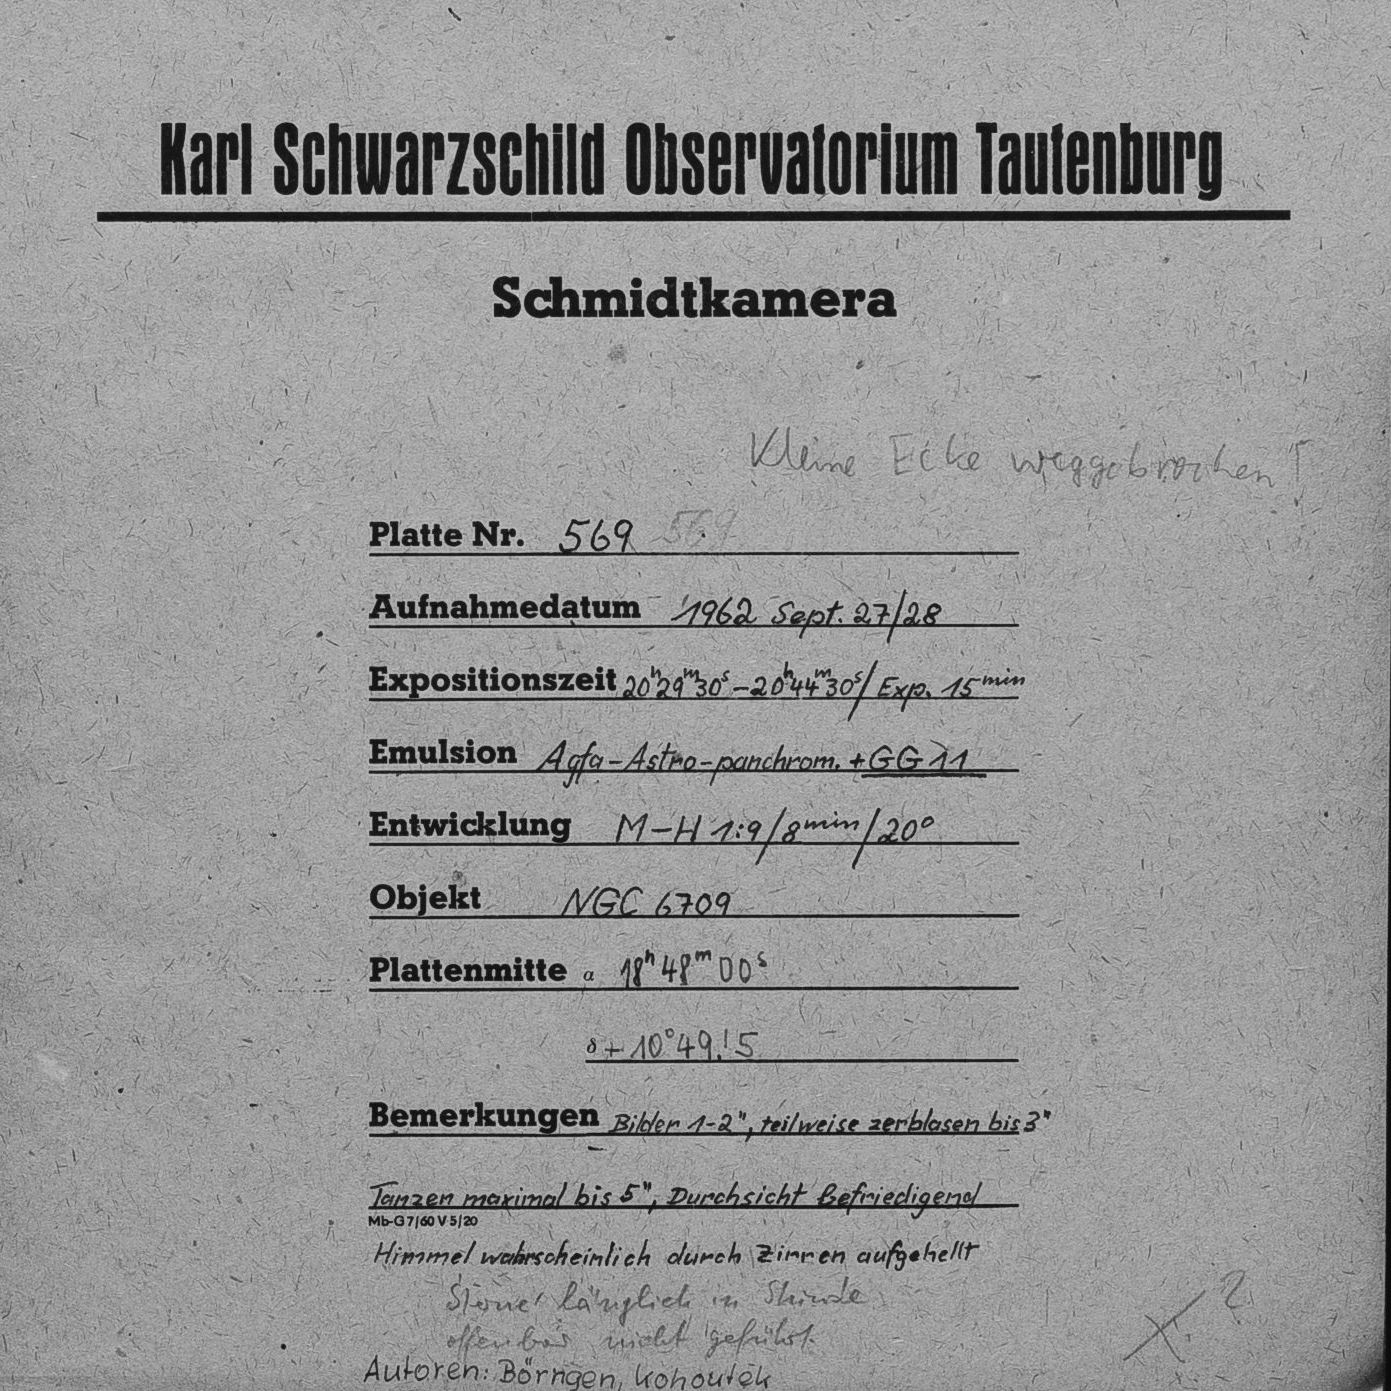 Karl Schwarzschild Observatorium Tautenburg
Schmidtkamera
Kleine Ecke weggebrochen!
Platte Nr. 569 569
Aufnahmedatum 1962 Sept. 27/28
Expositionszeit 20ʰ29ᵐ30ˢ–20ʰ44ᵐ30ˢ/Exp. 15ᵐⁱⁿ
Emulsion Agfa-Astro-panchrom. +GG 11
Entwicklung M–H 1:9/8ᵐⁱⁿ/20°
Objekt NGC 6709
Plattenmitte α 18ʰ48ᵐ00ˢ
δ + 10°49.'5
Bemerkungen Bilder 1-2", teilweise zerblasen bis 3"
Tanzen maximal bis 5", Durchsicht befriedigend
Mb-G 7/60 V 5/20
Himmel wahrscheinlich durch Zirren aufgehellt
Sterne länglich in Stunde
offenbar nicht geführt.
X ?
Autoren: Börngen, Kohoutek